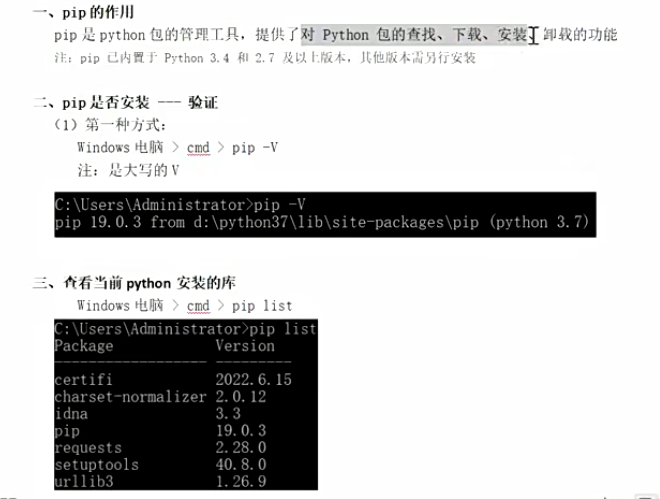 一、pip的作用
pip 是 python 包的管理工具，提供了对 Python 包的查找、下载、安装、卸载的功能
注：pip 已内置于 Python 3.4 和 2.7 及以上版本，其他版本需另行安装
二、pip 是否安装 --- 验证
（1）第一种方式：
Windows 电脑 > cmd > pip -V
注：是大写的 V
C:\Users\Administrator>pip -V
pip 19.0.3 from d:\python37\lib\site-packages\pip (python 3.7)
三、查看当前 python 安装的库
Windows 电脑 > cmd > pip list
C:\Users\Administrator>pip list
Package Version
------------------ ---------
certifi 2022.6.15
charset-normalizer 2.0.12
idna 3.3
pip 19.0.3
requests 2.28.0
setuptools 40.8.0
urllib3 1.26.9